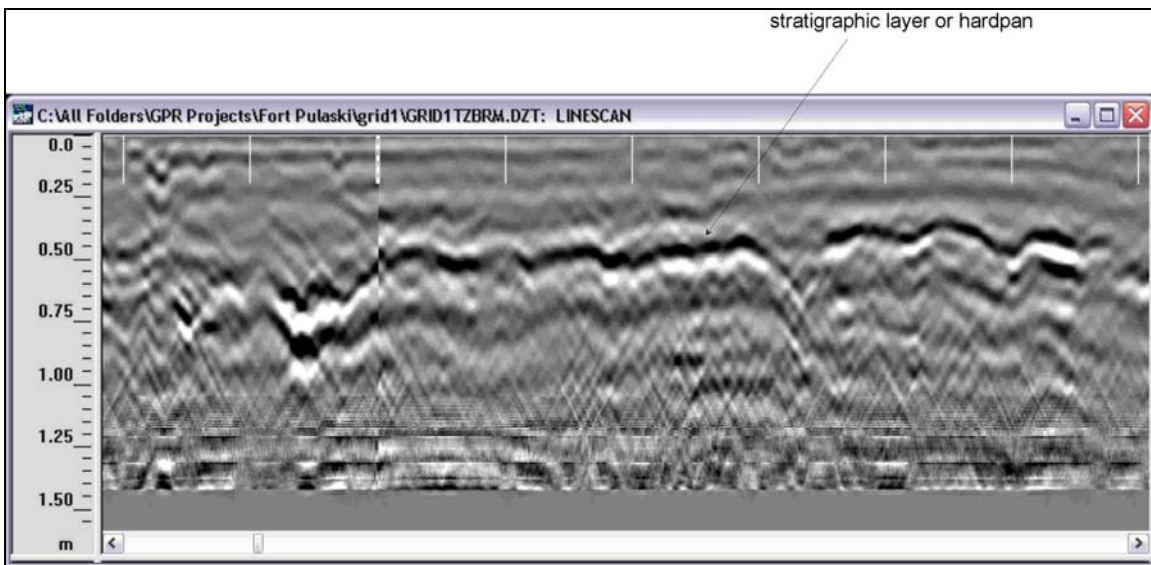 stratigraphic layer or hardpan
C:\All Folders\GPR Projects\Fort Pulaski\grid1\GRID1TZBRM.DZT: LINESCAN
0.0
0.25
0.50
0.75
1.00
1.25
1.50
m